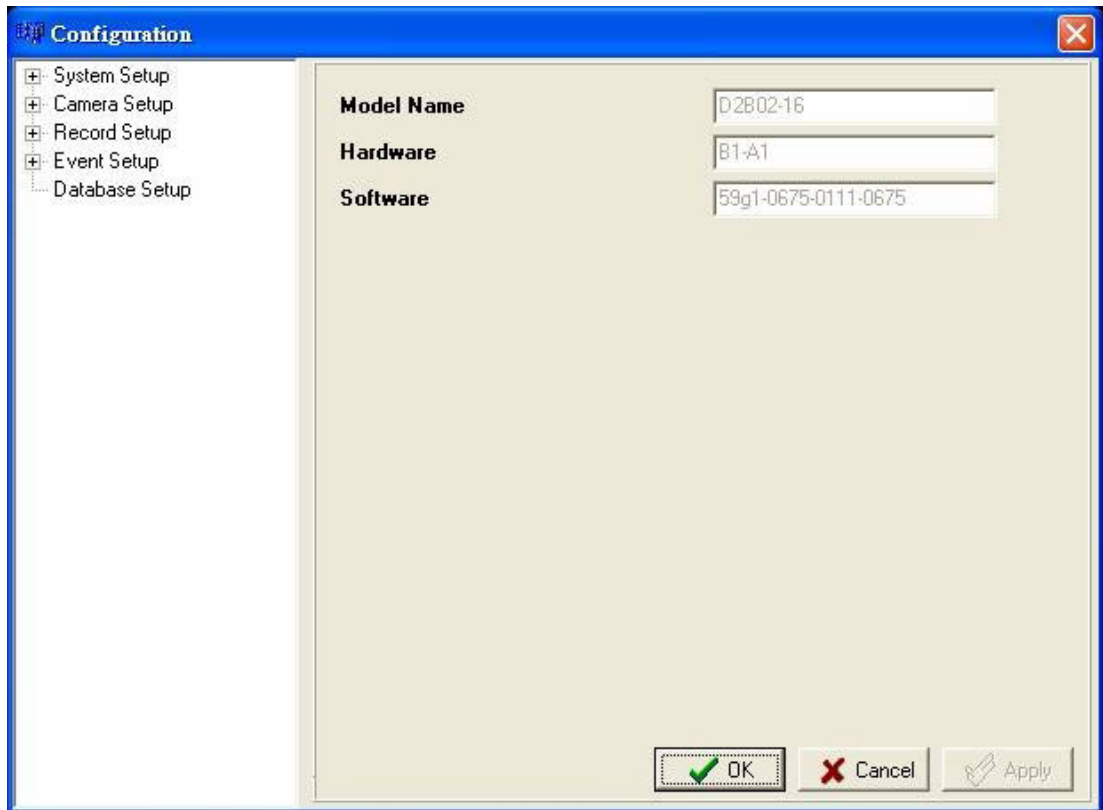 Configuration
System Setup
Camera Setup
Record Setup
Event Setup
Database Setup
Model Name D2B02-16
Hardware B1-A1
Software 59g1-0675-0111-0675
OK Cancel Apply